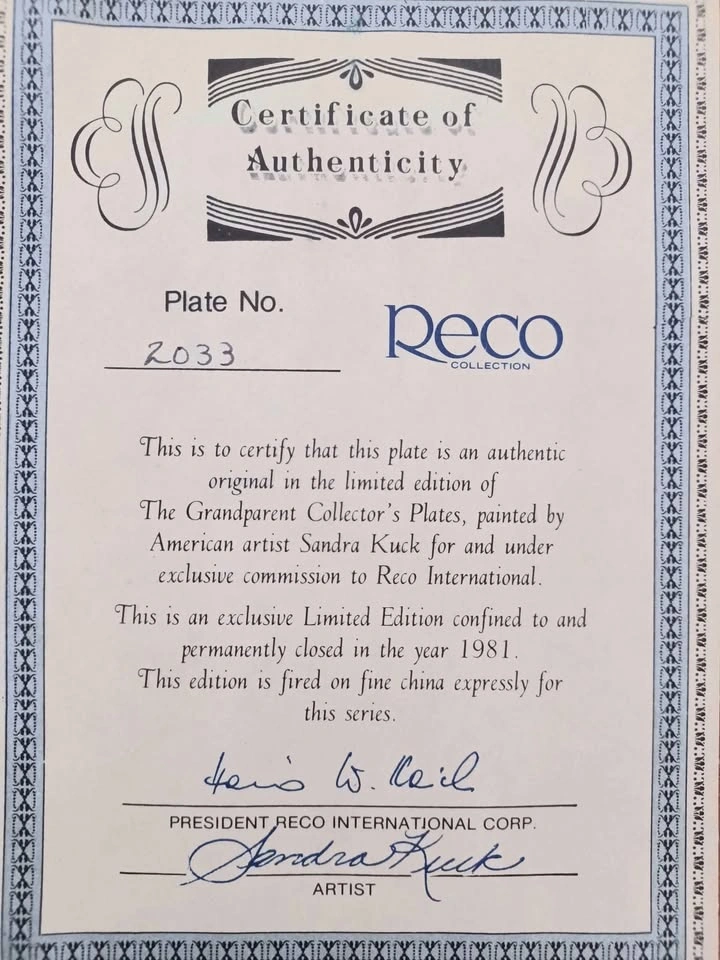 Certificate of
Authenticity
Plate No.
2033
Reco
COLLECTION
This is to certify that this plate is an authentic
original in the limited edition of
The Grandparent Collector's Plates, painted by
American artist Sandra Kuck for and under
exclusive commission to Reco International.
This is an exclusive Limited Edition confined to and
permanently closed in the year 1981.
This edition is fired on fine china expressly for
this series.
W.
PRESIDENT RECO INTERNATIONAL CORP.
Sandra Kuck
ARTIST